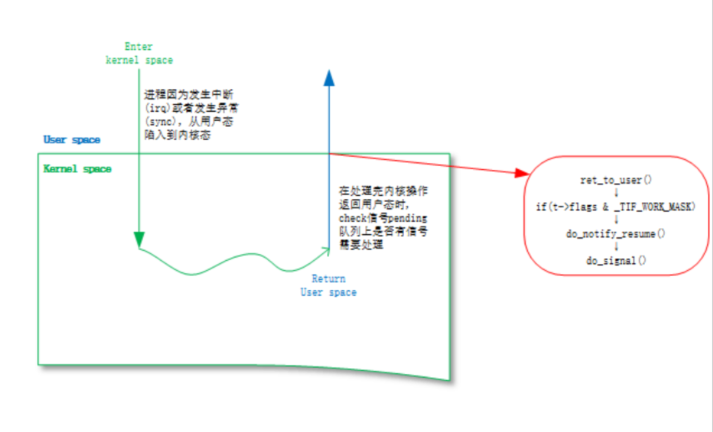 Enter
kernel space
进程因为发生中断
(irq)或者发生异常
(sync)，从用户态
陷入到内核态
User space
Kernel space
在处理完内核操作
返回用户态时，
check信号pending
队列上是否有信号
需要处理
Return
User space
ret_to_user()
↓
if(t->flags & _TIF_WORK_MASK)
↓
do_notify_resume()
↓
do_signal()